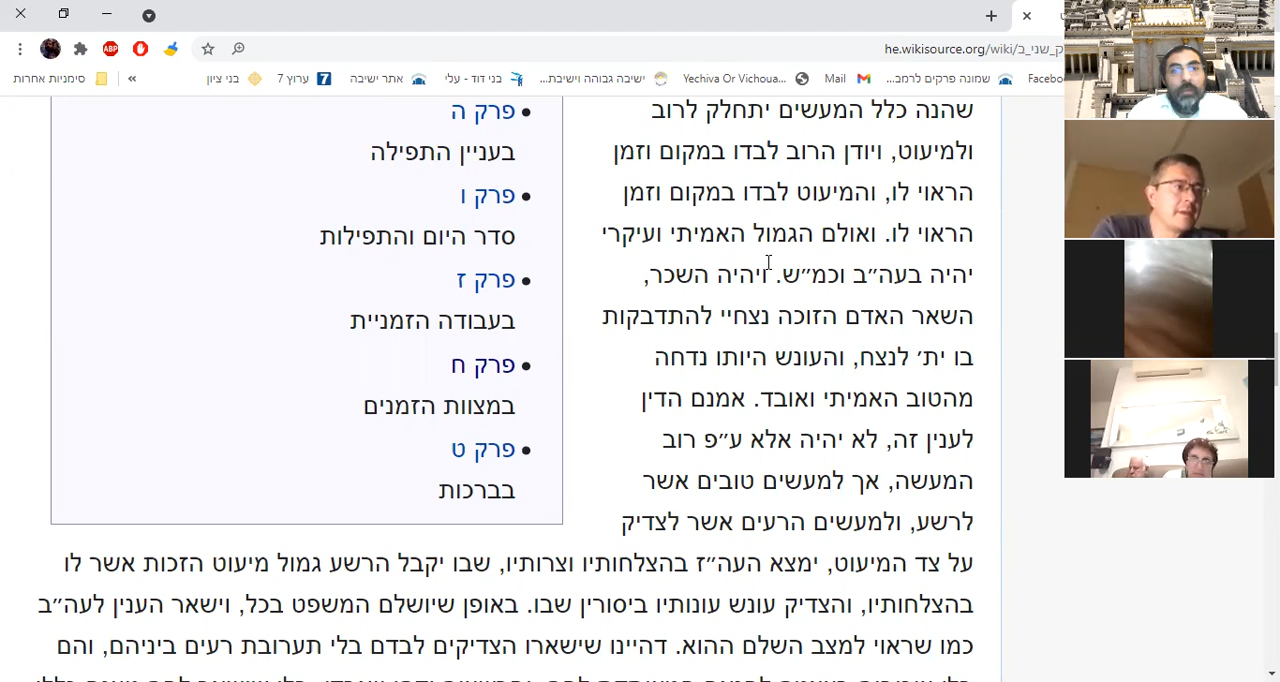 he.wikisource.org/wiki/ק_שני_ב
סימניות אחרות
בני ציון
ערוץ 7
אתר ישיבה
בני דוד - עלי
ישיבה גבוהה וישיבת...
Yechiva Or Vichoua...
Mail
שמונה פרקים לרמב...
Facebo
שהנה כלל המעשים יתחלק לרוב
ולמיעוט, ויודן הרוב לבדו במקום וזמן
הראוי לו, והמיעוט לבדו במקום וזמן
הראוי לו. ואולם הגמול האמיתי ועיקרי
יהיה בעה״ב וכמ״ש. ויהיה השכר,
השאר האדם הזוכה נצחיי להתדבקות
בו ית׳ לנצח, והעונש היותו נדחה
מהטוב האמיתי ואובד. אמנם הדין
לענין זה, לא יהיה אלא ע״פ רוב
המעשה, אך למעשים טובים אשר
לרשע, ולמעשים הרעים אשר לצדיק
על צד המיעוט, ימצא העה״ז בהצלחותיו וצרותיו, שבו יקבל הרשע גמול מיעוט הזכות אשר לו
בהצלחותיו, והצדיק עונש עונותיו ביסורין שבו. באופן שיושלם המשפט בכל, וישאר הענין לעה״ב
כמו שראוי למצב השלם ההוא. דהיינו שישארו הצדיקים לבדם בלי תערובת רעים ביניהם, והם
פרק ה
בעניין התפילה
פרק ו
סדר היום והתפילות
פרק ז
בעבודה הזמניית
פרק ח
במצוות הזמנים
פרק ט
בברכות